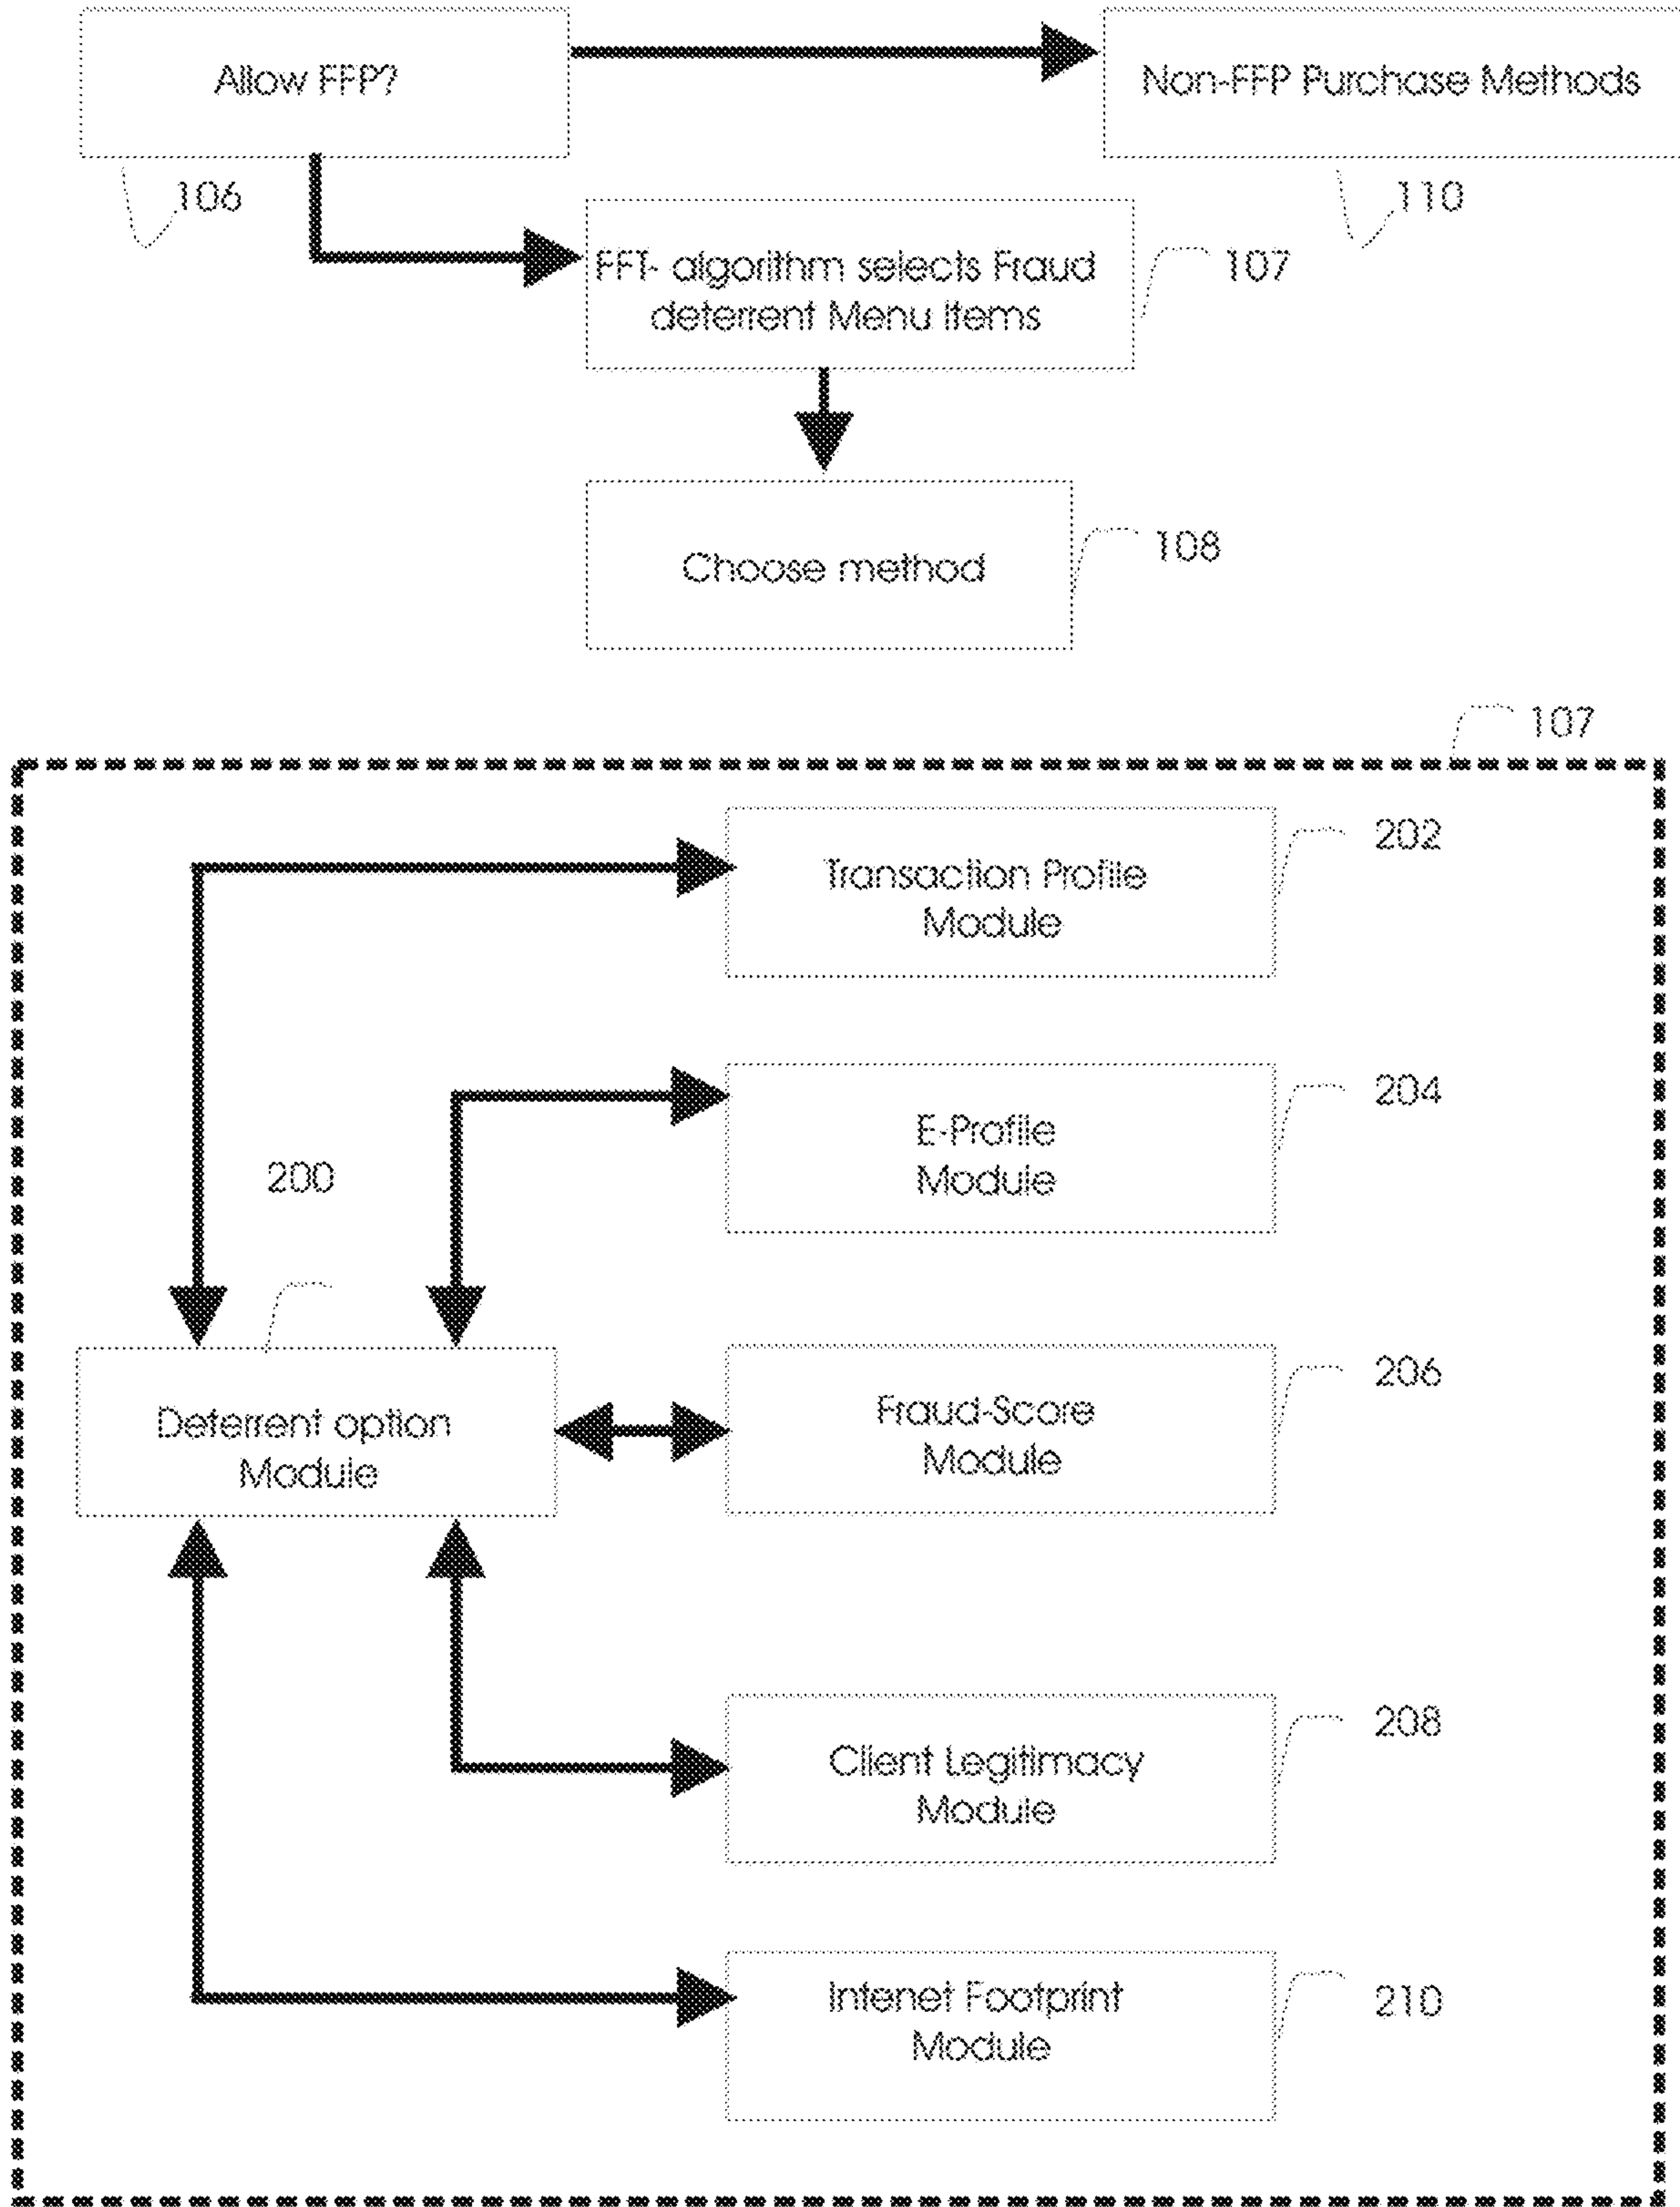 Allow FFP?
Non-FFP Purchase Methods
106
110
FFT- algorithm selects Fraud
deterrent Menu items
107
Choose method
108
107
Transaction Profile
Module
202
E-Profile
Module
204
200
Deterrent option
Module
Fraud-Score
Module
206
Client Legitimacy
Module
208
Intenet Footprint
Module
210